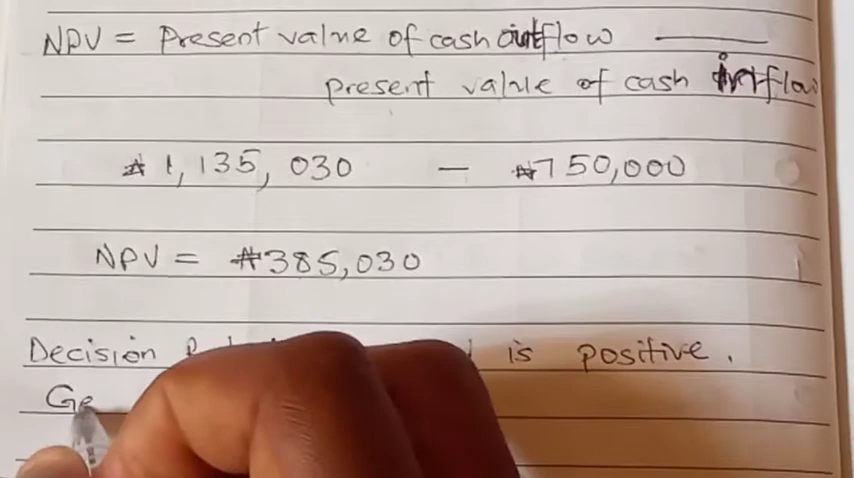 NPV = Present value of cash outflow —
present value of cash inflow
₦1,135,030 — ₦750,000
NPV = ₦385,030
Decision is positive.
Ge